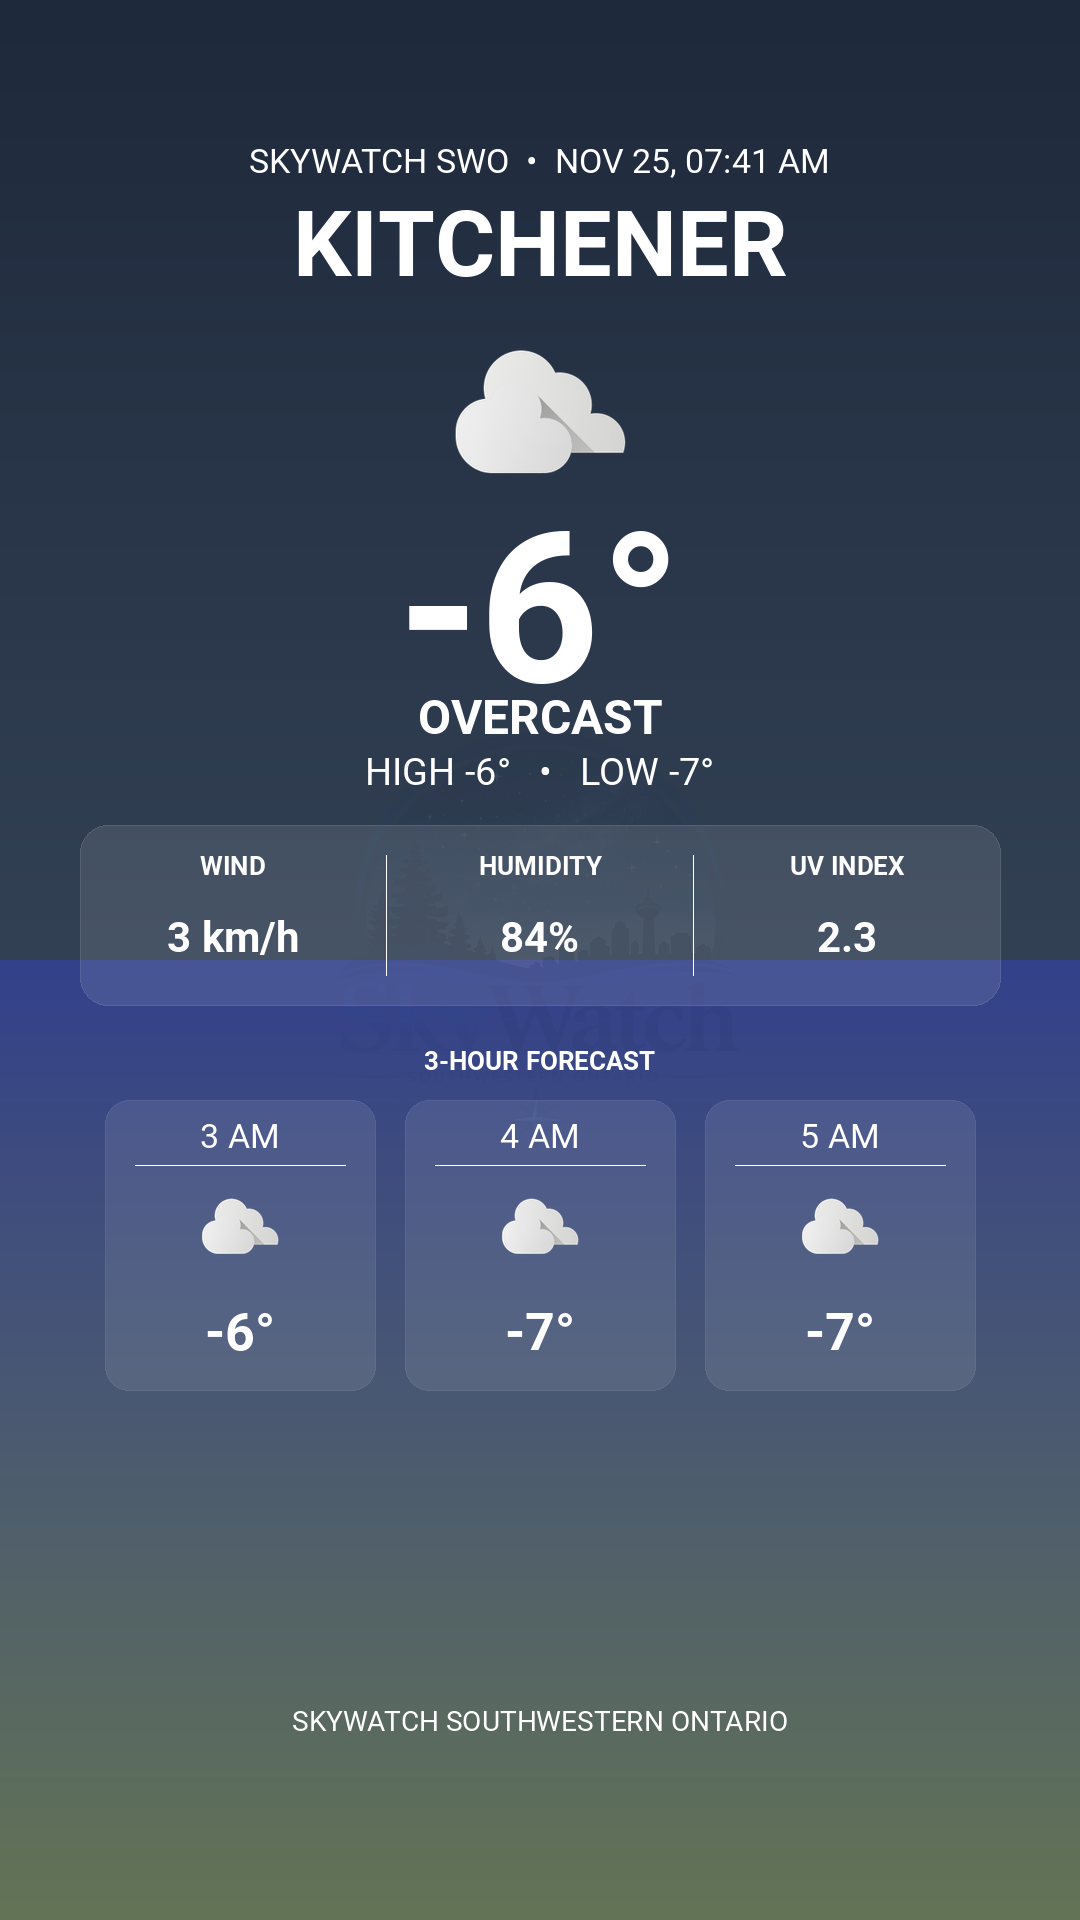 SKYWATCH SWO • NOV 25, 07:41 AM
KITCHENER
-6°
OVERCAST
HIGH -6° • LOW -7°
WIND HUMIDITY UV INDEX
3 km/h 84% 2.3
SkyWatch
3-HOUR FORECAST
3 AM 4 AM 5 AM
-6° -7° -7°
SKYWATCH SOUTHWESTERN ONTARIO